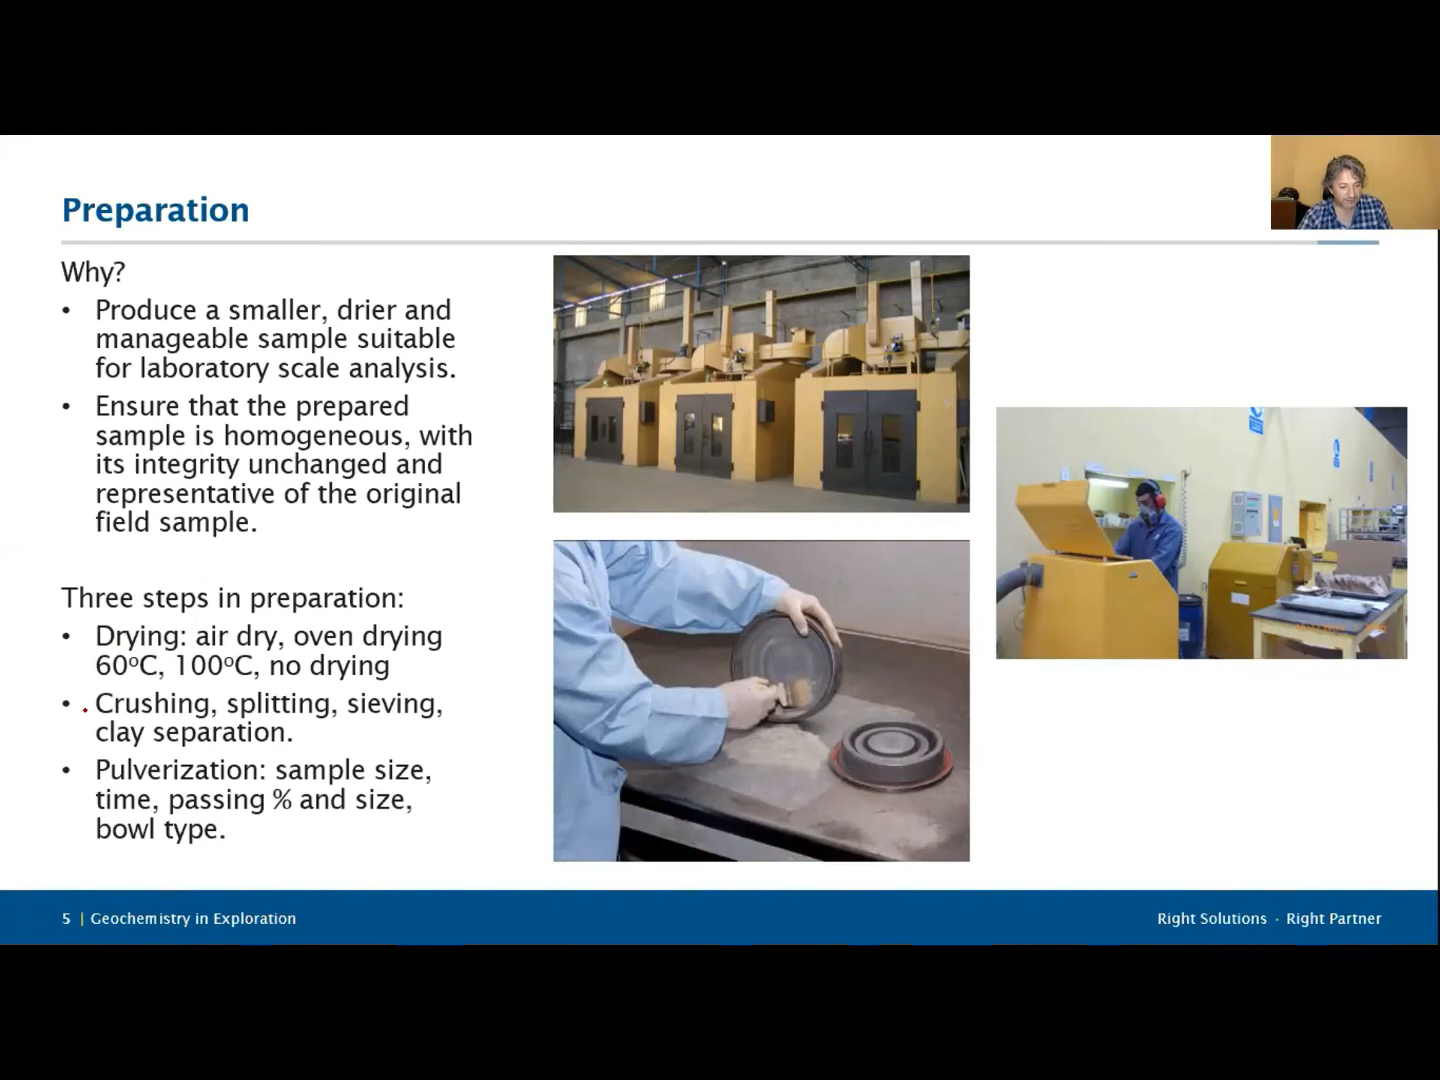 Preparation
Why?
• Produce a smaller, drier and
manageable sample suitable
for laboratory scale analysis.
• Ensure that the prepared
sample is homogeneous, with
its integrity unchanged and
representative of the original
field sample.
Three steps in preparation:
• Drying: air dry, oven drying
60ºC, 100ºC, no drying
• Crushing, splitting, sieving,
clay separation.
• Pulverization: sample size,
time, passing % and size,
bowl type.
5 | Geochemistry in Exploration
Right Solutions · Right Partner